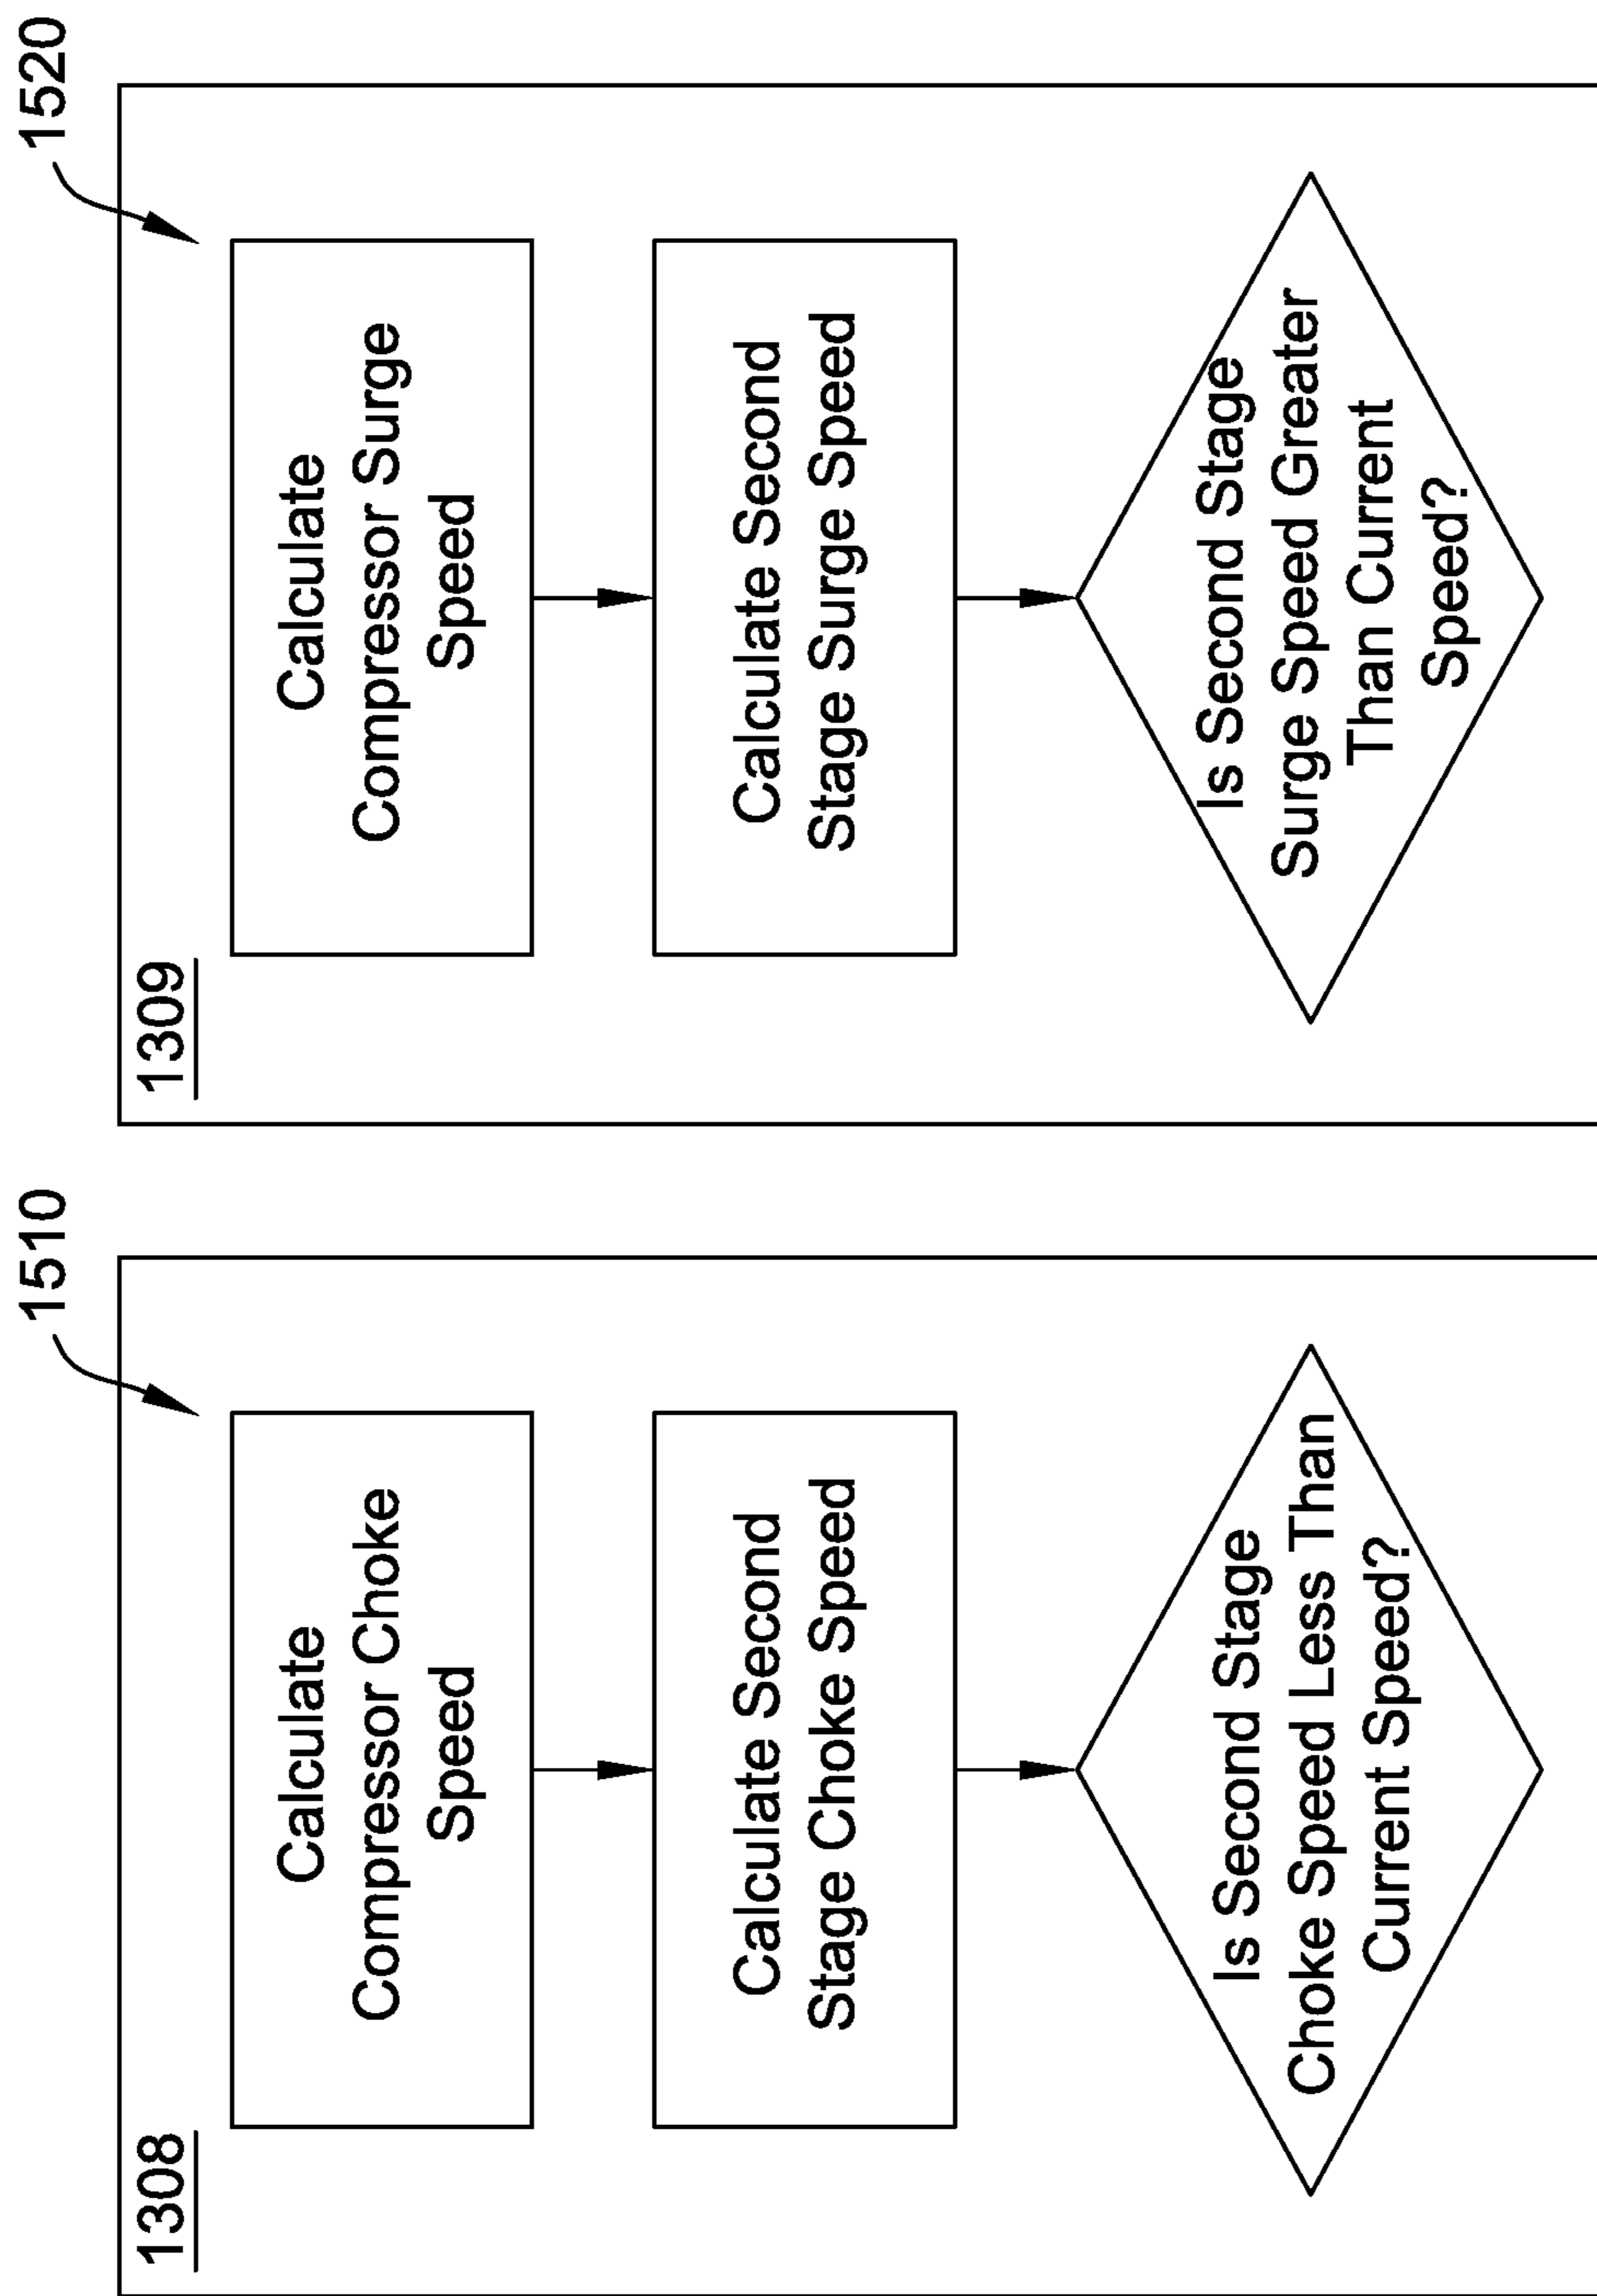 1308
1510
Calculate
Compressor Choke
Speed
Calculate Second
Stage Choke Speed
Is Second Stage
Choke Speed Less Than
Current Speed?
1309
1520
Calculate
Compressor Surge
Speed
Calculate Second
Stage Surge Speed
Is Second Stage
Surge Speed Greater
Than Current
Speed?